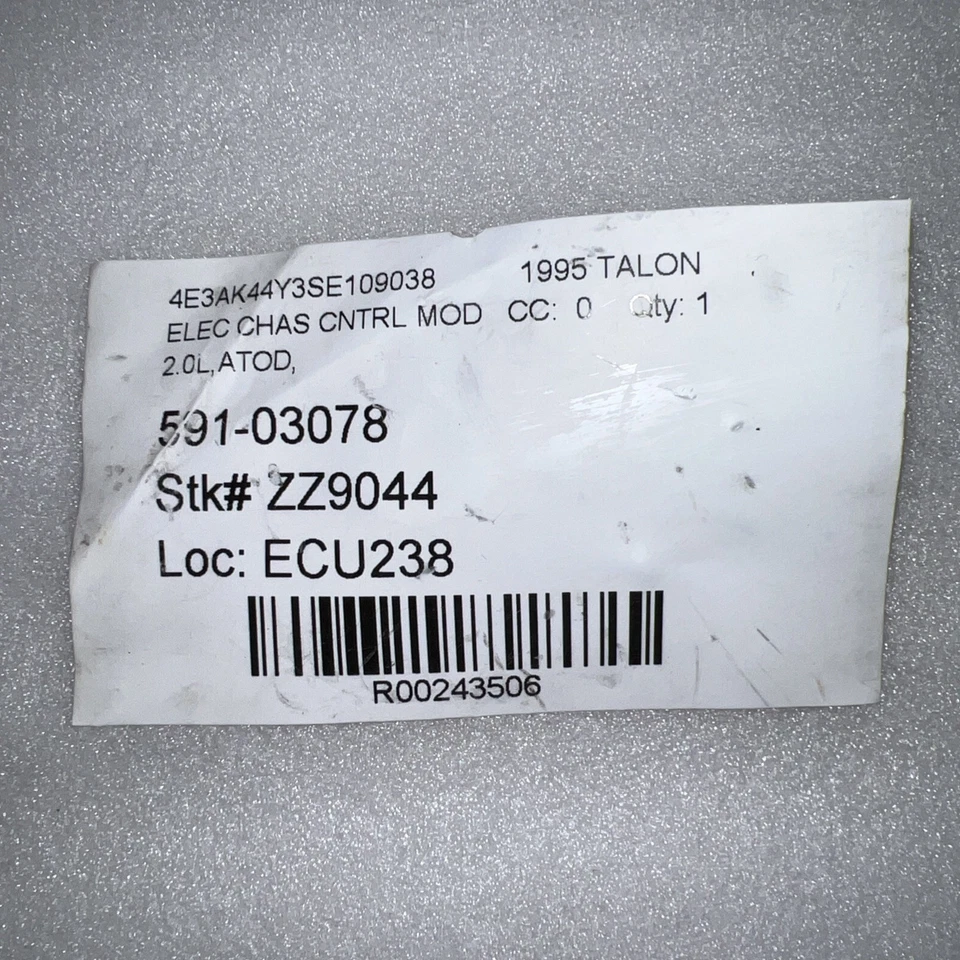 4E3AK44Y3SE109038 1995 TALON
ELEC CHAS CNTRL MOD CC: 0 Qty: 1
2.0L,ATOD,
591-03078
Stk# ZZ9044
Loc: ECU238
R00243506